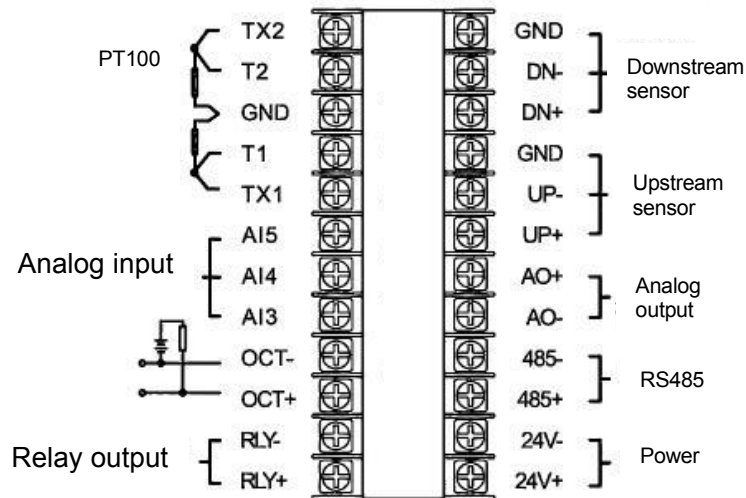 TX2
PT100
T2
GND
T1
TX1
AI5
Analog input
AI4
AI3
OCT-
OCT+
RLY-
Relay output
RLY+
GND
DN-
Downstream
sensor
DN+
GND
UP-
Upstream
sensor
UP+
AO+
Analog
output
AO-
485-
RS485
485+
24V-
Power
24V+